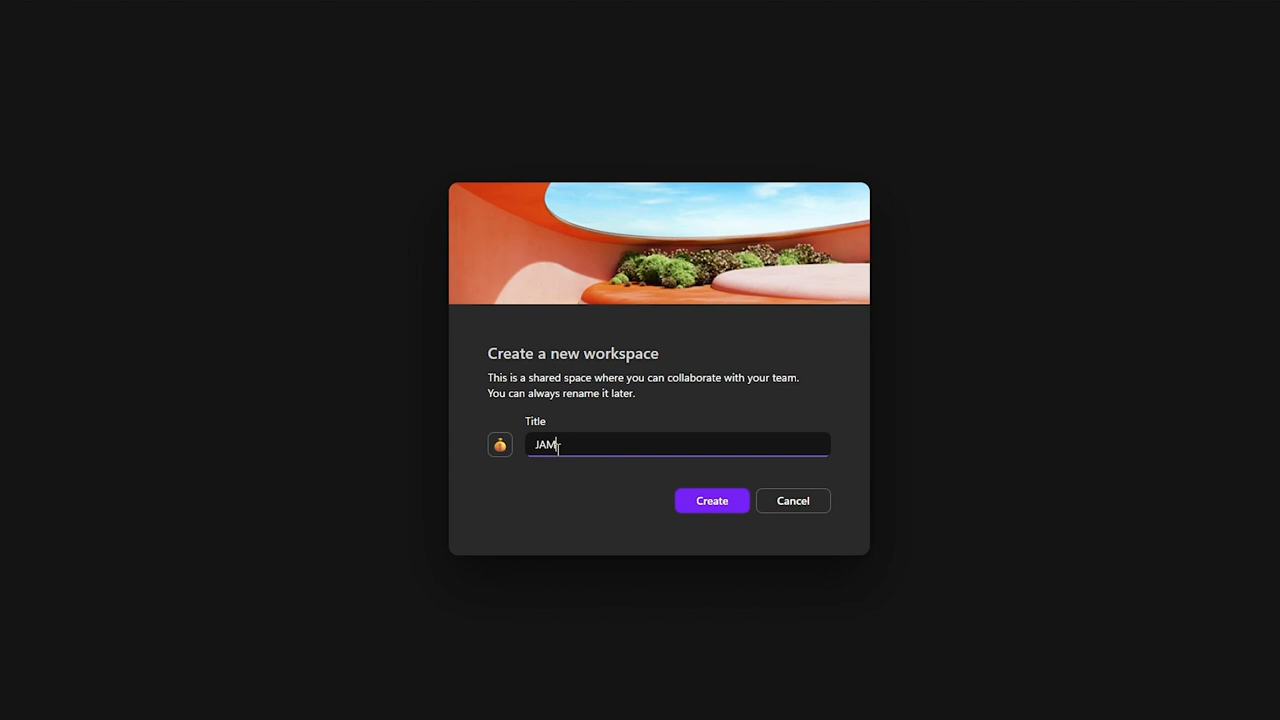 Create a new workspace
This is a shared space where you can collaborate with your team.
You can always rename it later.
Title
JAM
Create
Cancel